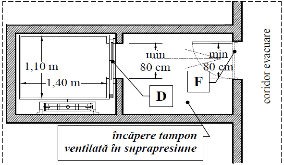 min
80 cm
min
80 cm
1,10 m
1,40 m
D
F
coridor evacuare
încăpere tampon
ventilată în suprapresiune